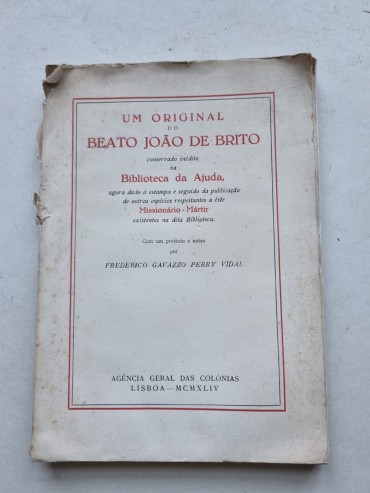 UM ORIGINAL
DO
BEATO JOÃO DE BRITO
conservado inédito
na
Biblioteca da Ajuda,
agora dado à estampa e seguido da publicação
de outras espécies respeitantes a êste
Missionário-Mártir
existentes na dita Biblioteca.
Com um prefácio e notas
por
FREDERICO GAVAZZO PERRY VIDAL
AGÊNCIA GERAL DAS COLÓNIAS
LISBOA — MCMXLIV